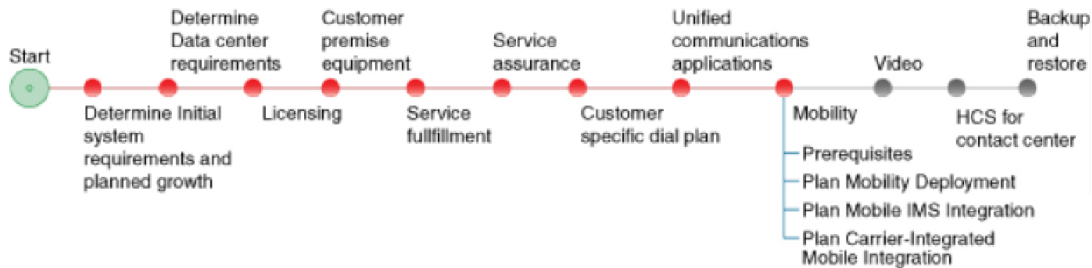 Start
Determine Initial
system
requirements and
planned growth
Determine
Data center
requirements
Licensing
Customer
premise
equipment
Service
fullfillment
Service
assurance
Customer
specific dial plan
Unified
communications
applications
Mobility
Prerequisites
Plan Mobility Deployment
Plan Mobile IMS Integration
Plan Carrier-Integrated
Mobile Integration
Video
HCS for
contact center
Backup
and
restore